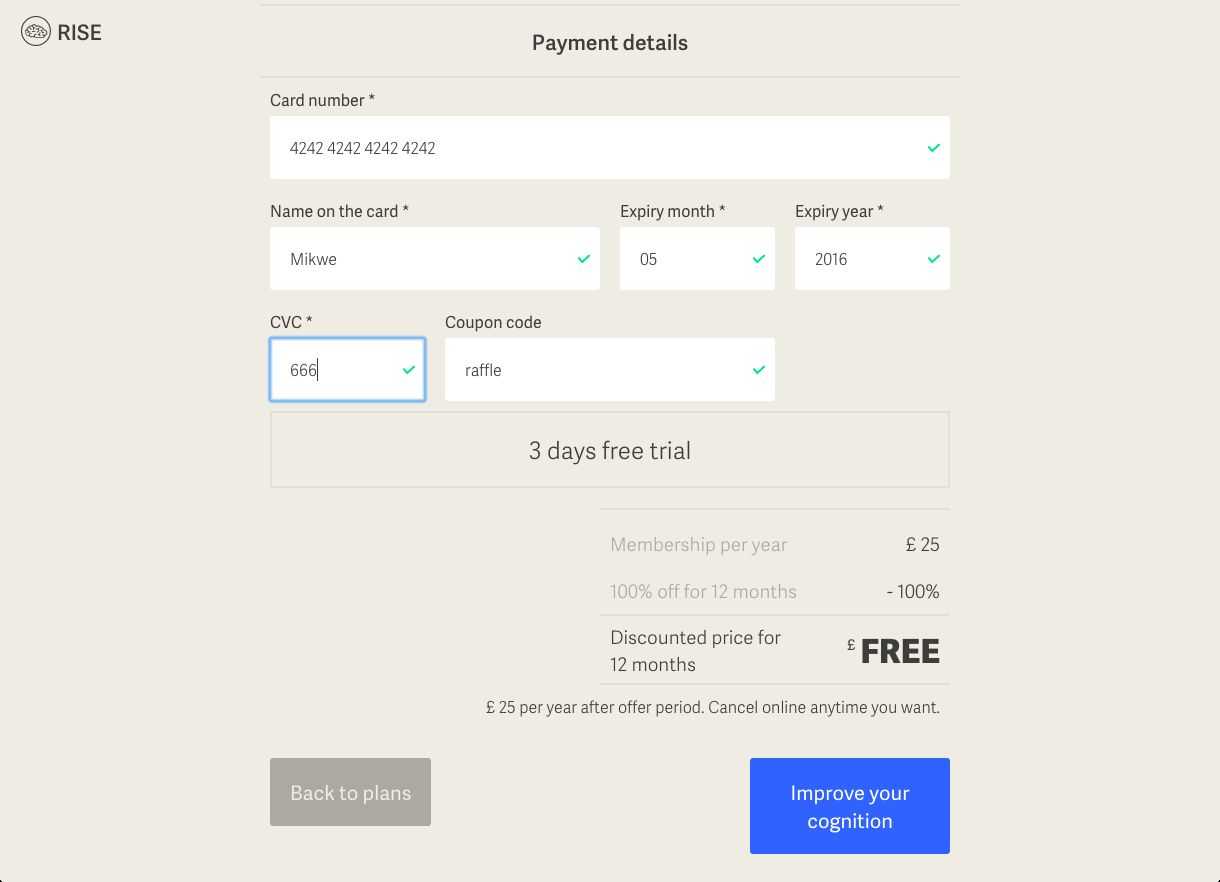 RISE
Payment details
Card number *
4242 4242 4242 4242
Name on the card *
Expiry month *
Expiry year *
Mikwe
05
2016
CVC *
Coupon code
666
raffle
3 days free trial
Membership per year
£ 25
100% off for 12 months
- 100%
Discounted price for
12 months
£ FREE
£ 25 per year after offer period. Cancel online anytime you want.
Back to plans
Improve your
cognition